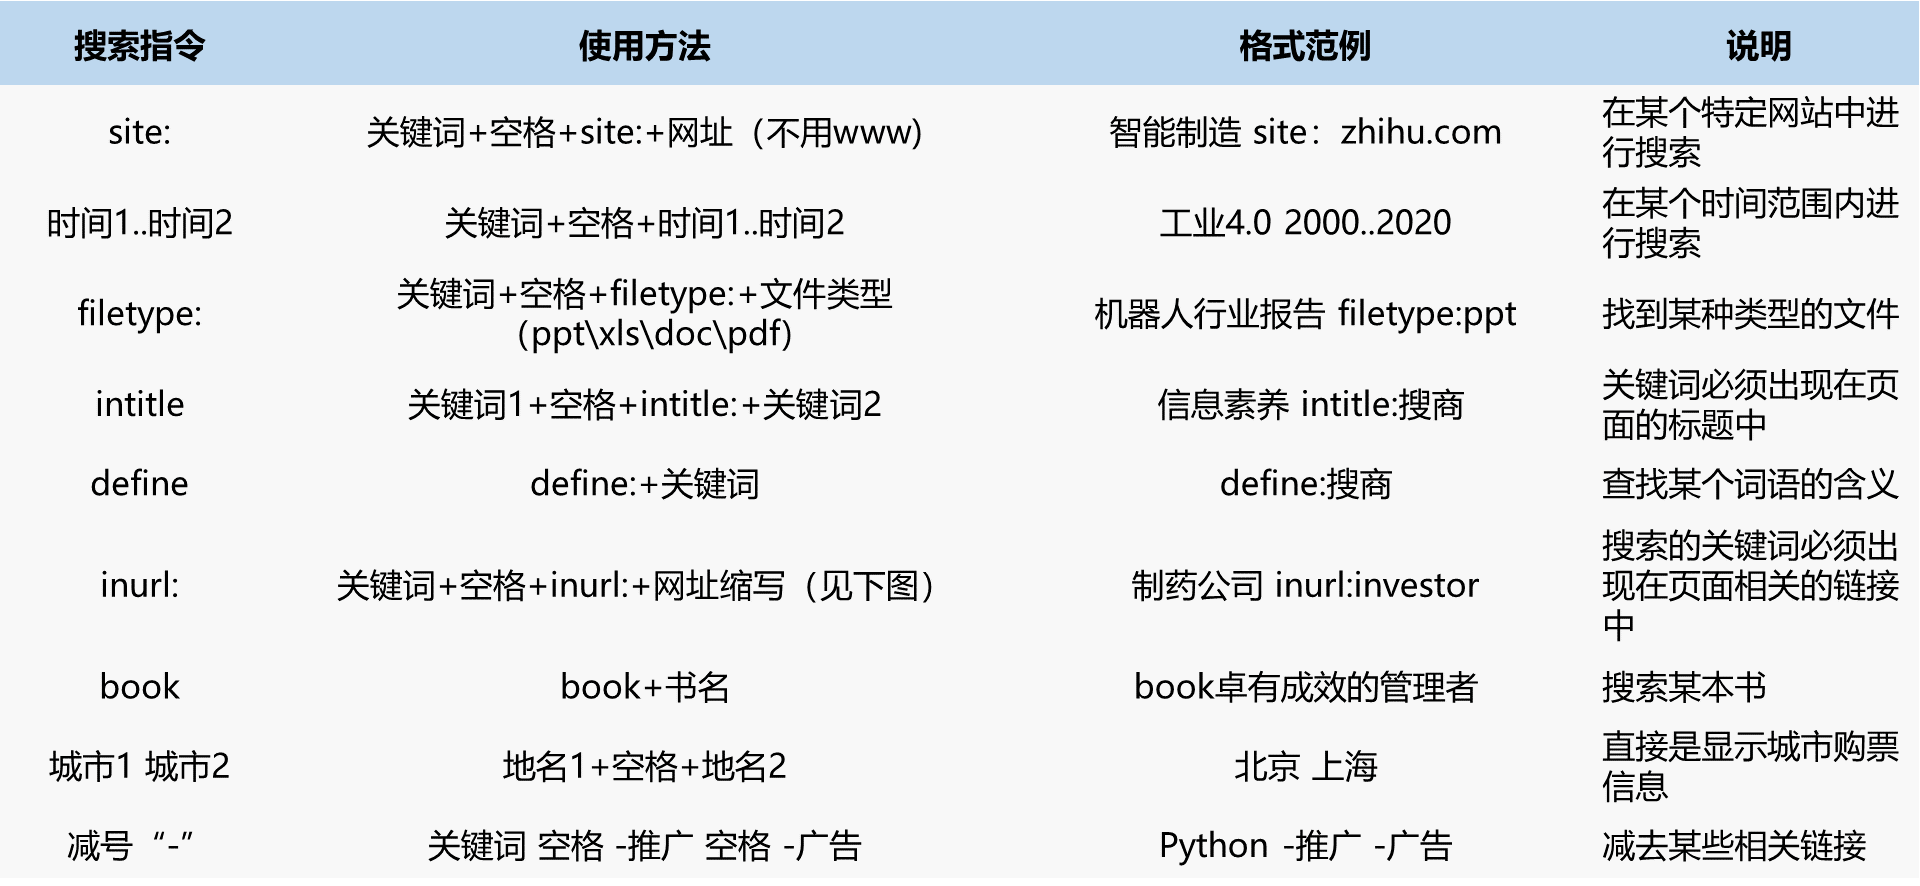 搜索指令 使用方法 格式范例 说明
site: 关键词+空格+site:+网址（不用www) 智能制造 site：zhihu.com 在某个特定网站中进
行搜索
时间1..时间2 关键词+空格+时间1..时间2 工业4.0 2000..2020 在某个时间范围内进
行搜索
filetype: 关键词+空格+filetype:+文件类型
（ppt\xls\doc\pdf) 机器人行业报告 filetype:ppt 找到某种类型的文件
intitle 关键词1+空格+intitle:+关键词2 信息素养 intitle:搜商 关键词必须出现在页
面的标题中
define define:+关键词 define:搜商 查找某个词语的含义
inurl: 关键词+空格+inurl:+网址缩写（见下图） 制药公司 inurl:investor 搜索的关键词必须出
现在页面相关的链接
中
book book+书名 book卓有成效的管理者 搜索某本书
城市1 城市2 地名1+空格+地名2 北京 上海 直接是显示城市购票
信息
减号“-” 关键词 空格 -推广 空格 -广告 Python -推广 -广告 减去某些相关链接